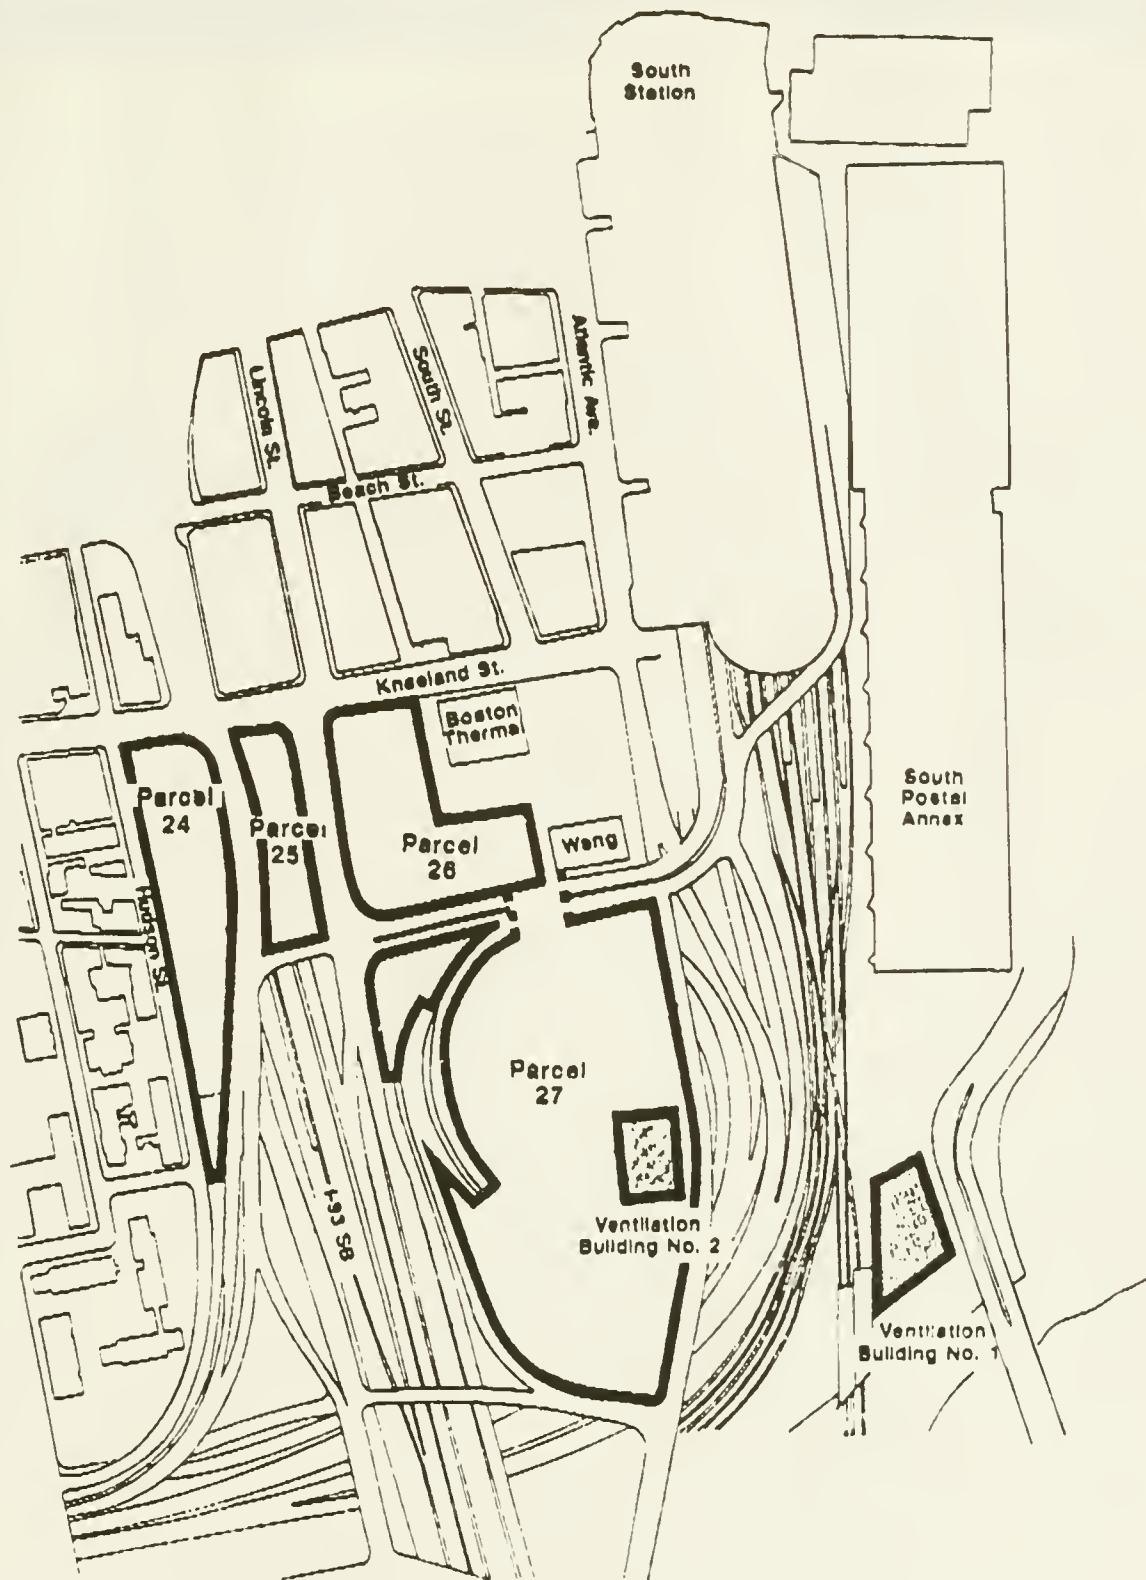 South
Station
Atlantic Ave.
South St.
Lincoln St.
Beach St.
Kneeland St.
Boston
Thermal
South
Postal
Annex
Parcel
24
Parcel
25
Parcel
26
Wang
Hudson St.
Parcel
27
I-93 SB
Ventilation
Building No. 2
Ventilation
Building No. 1